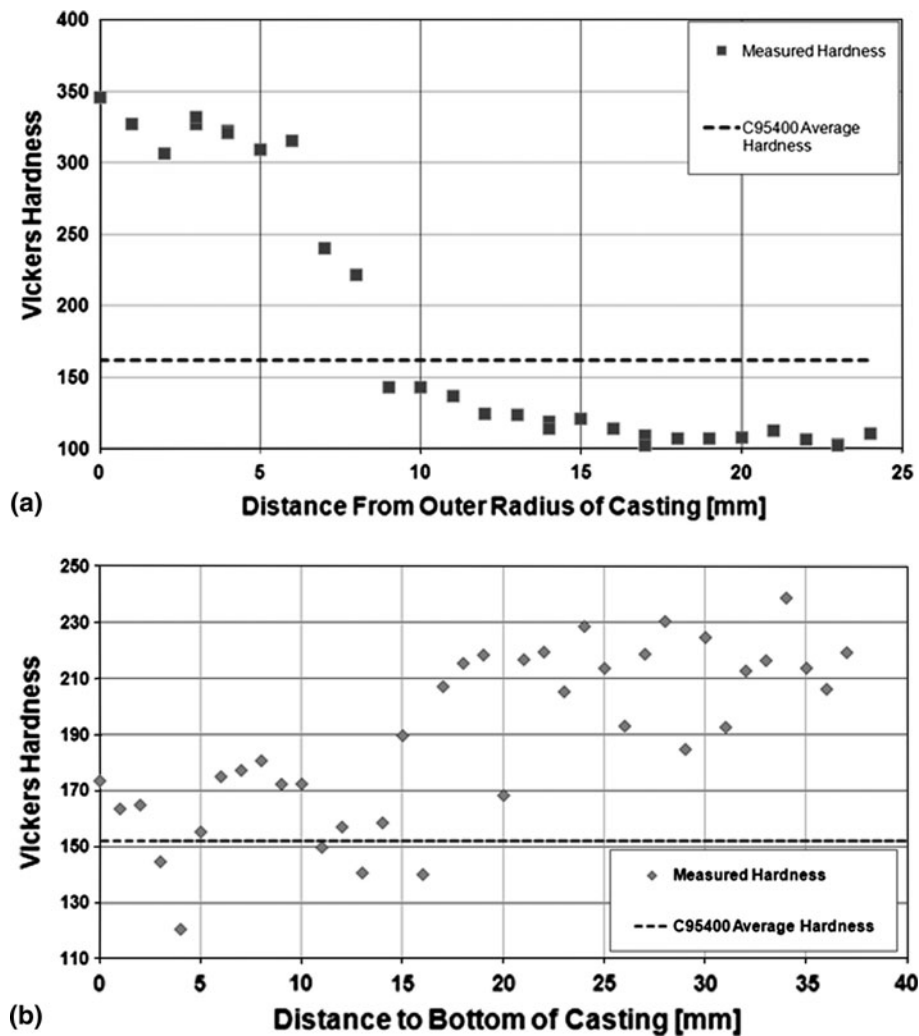 400
350
300
250
200
150
100
Vickers Hardness
Measured Hardness
C95400 Average
Hardness
0 5 10 15 20 25
(a)
Distance From Outer Radius of Casting [mm]
250
230
210
190
170
150
130
110
Vickers Hardness
Measured Hardness
C95400 Average Hardness
0 5 10 15 20 25 30 35 40
(b)
Distance to Bottom of Casting [mm]